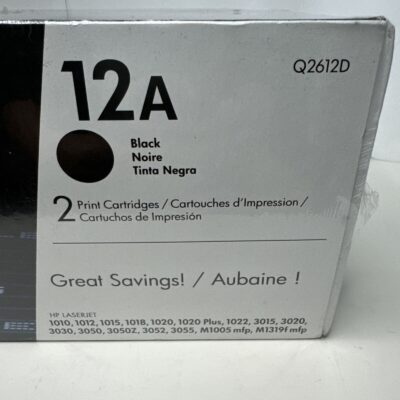 12A
Q2612D
Black
Noire
Tinta Negra
2 Print Cartridges / Cartouches d'Impression /
Cartuchos de Impresión
Great Savings! / Aubaine !
HP LASERJET
1010, 1012, 1015, 1018, 1020, 1020 Plus, 1022, 3015, 3020,
3030, 3050, 3050Z, 3052, 3055, M1005 mfp, M1319f mfp